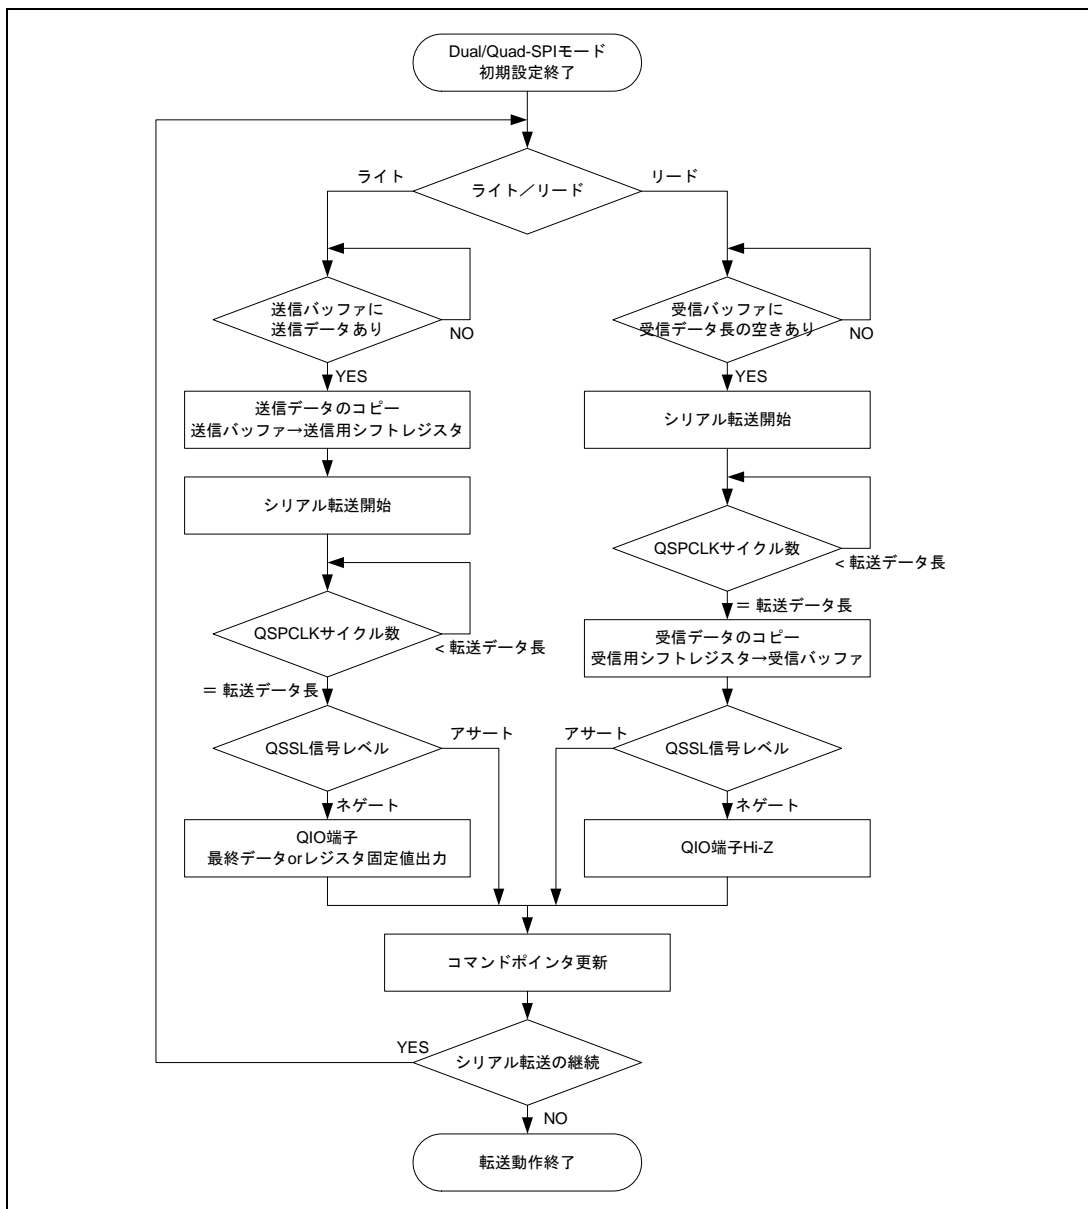 Dual/Quad-SPIモード
初期設定終了
ライト
リード
ライト／リード
送信バッファに
送信データあり
NO
YES
送信データのコピー
送信バッファ→送信用シフトレジスタ
シリアル転送開始
QSPCLKサイクル数
< 転送データ長
＝ 転送データ長
QSSL信号レベル
アサート
ネゲート
QIO端子
最終データorレジスタ固定値出力
受信バッファに
受信データ長の空きあり
NO
YES
シリアル転送開始
QSPCLKサイクル数
< 転送データ長
＝ 転送データ長
受信データのコピー
受信用シフトレジスタ→受信バッファ
アサート
QSSL信号レベル
ネゲート
QIO端子Hi-Z
コマンドポインタ更新
YES
シリアル転送の継続
NO
転送動作終了